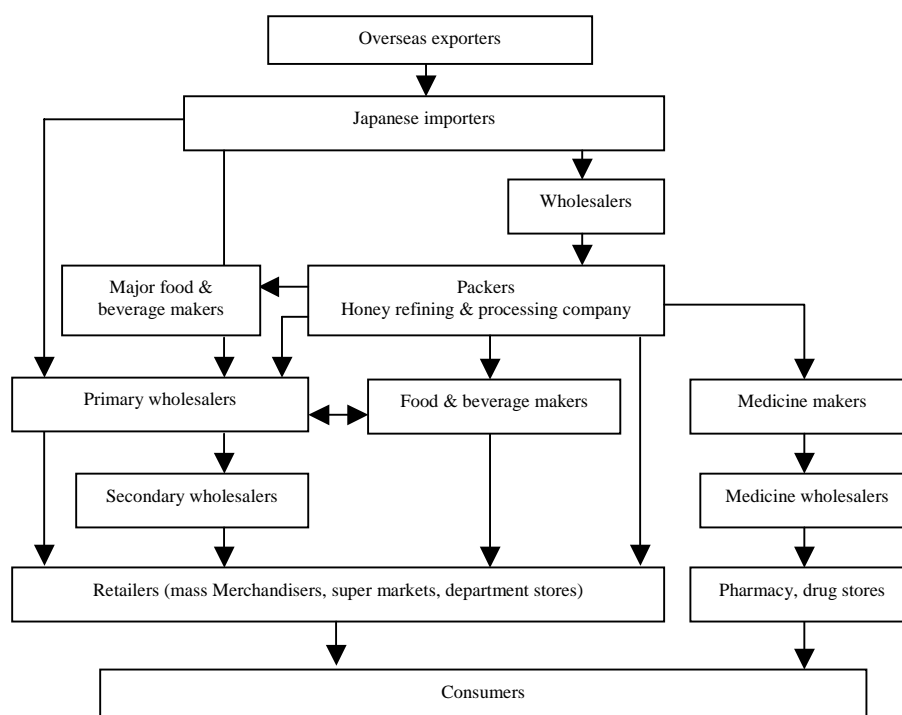 Overseas exporters
Japanese importers
Wholesalers
Major food &
beverage makers
Packers
Honey refining & processing company
Primary wholesalers
Food & beverage makers
Medicine makers
Secondary wholesalers
Medicine wholesalers
Retailers (mass Merchandisers, super markets, department stores)
Pharmacy, drug stores
Consumers